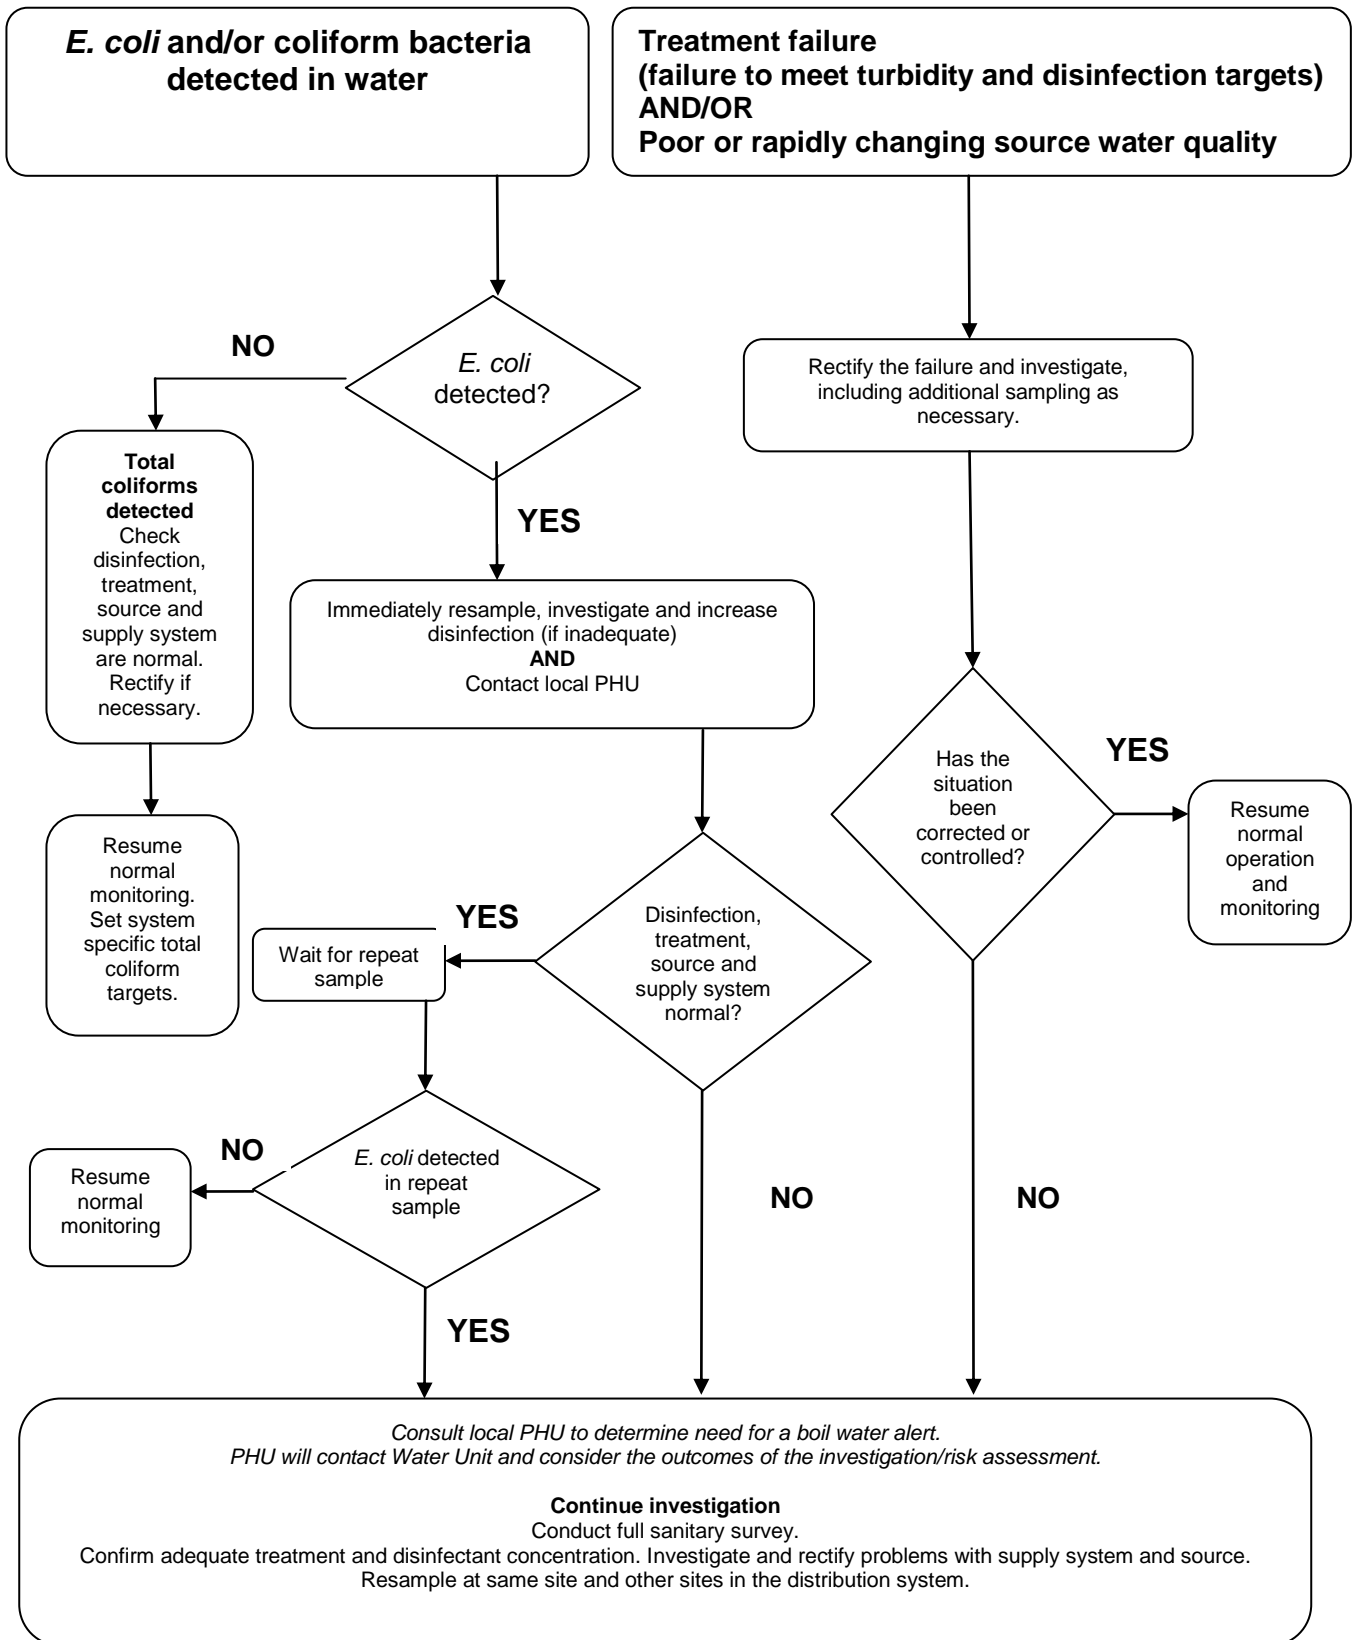 E. coli and/or coliform bacteria
detected in water
Treatment failure
(failure to meet turbidity and disinfection targets)
AND/OR
Poor or rapidly changing source water quality
NO
E. coli
detected?
Rectify the failure and investigate,
including additional sampling as
necessary.
Total
coliforms
detected
Check
disinfection,
treatment,
source and
supply system
are normal.
Rectify if
necessary.
YES
Immediately resample, investigate and increase
disinfection (if inadequate)
AND
Contact local PHU
Has the
situation
been
corrected or
controlled?
YES
Resume
normal
operation
and
monitoring
Resume
normal
monitoring.
Set system
specific total
coliform
targets.
YES
Wait for repeat
sample
Disinfection,
treatment,
source and
supply system
normal?
NO
E. coli detected
in repeat
sample
Resume
normal
monitoring
NO
NO
YES
Consult local PHU to determine need for a boil water alert.
PHU will contact Water Unit and consider the outcomes of the investigation/risk assessment.
Continue investigation
Conduct full sanitary survey.
Confirm adequate treatment and disinfectant concentration. Investigate and rectify problems with supply system and source.
Resample at same site and other sites in the distribution system.